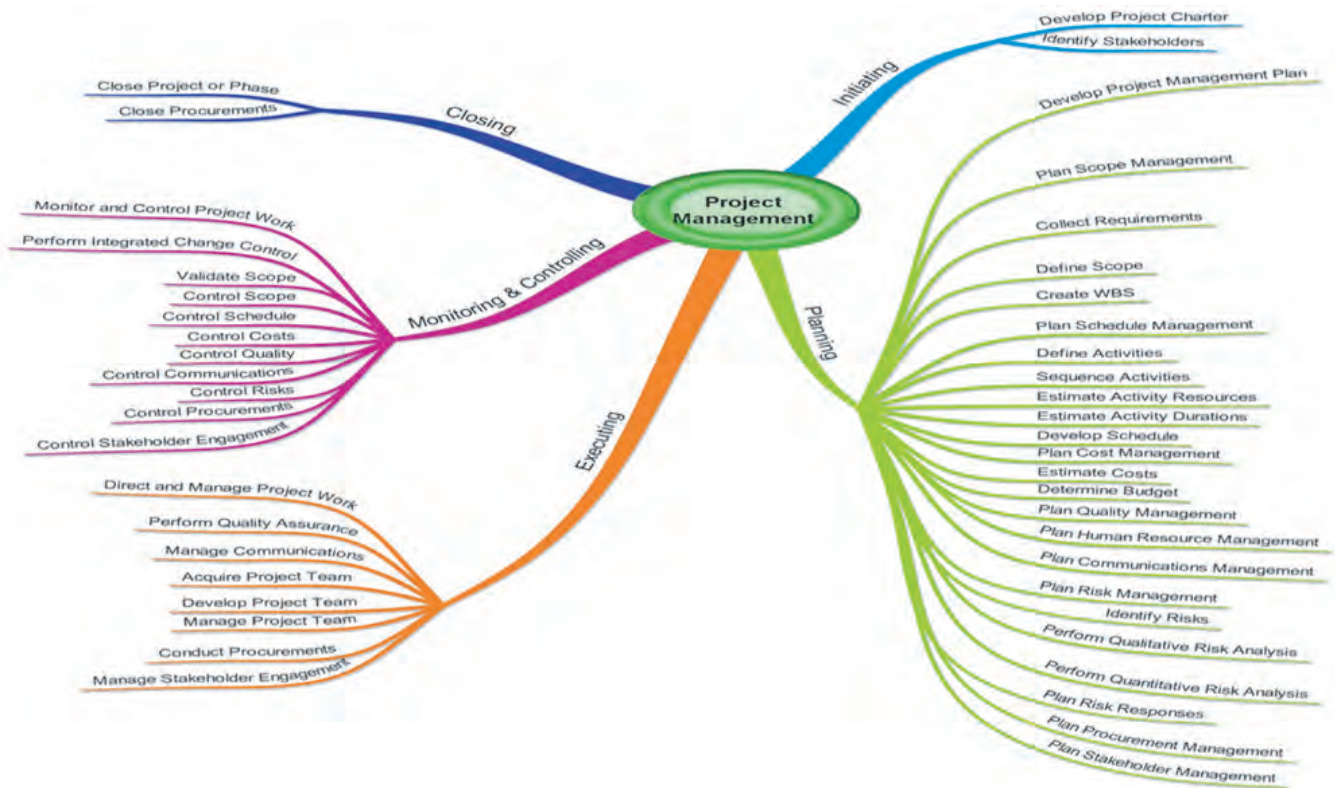 Project
Management
Initiating
Develop Project Charter
Identify Stakeholders
Planning
Develop Project Management Plan
Plan Scope Management
Collect Requirements
Define Scope
Create WBS
Plan Schedule Management
Define Activities
Sequence Activities
Estimate Activity Resources
Estimate Activity Durations
Develop Schedule
Plan Cost Management
Estimate Costs
Determine Budget
Plan Quality Management
Plan Human Resource Management
Plan Communications Management
Plan Risk Management
Identify Risks
Perform Qualitative Risk Analysis
Perform Quantitative Risk Analysis
Plan Risk Responses
Plan Procurement Management
Plan Stakeholder Management
Executing
Direct and Manage Project Work
Perform Quality Assurance
Manage Communications
Acquire Project Team
Develop Project Team
Manage Project Team
Conduct Procurements
Manage Stakeholder Engagement
Monitoring & Controlling
Monitor and Control Project Work
Perform Integrated Change Control
Validate Scope
Control Scope
Control Schedule
Control Costs
Control Quality
Control Communications
Control Risks
Control Procurements
Control Stakeholder Engagement
Closing
Close Project or Phase
Close Procurements